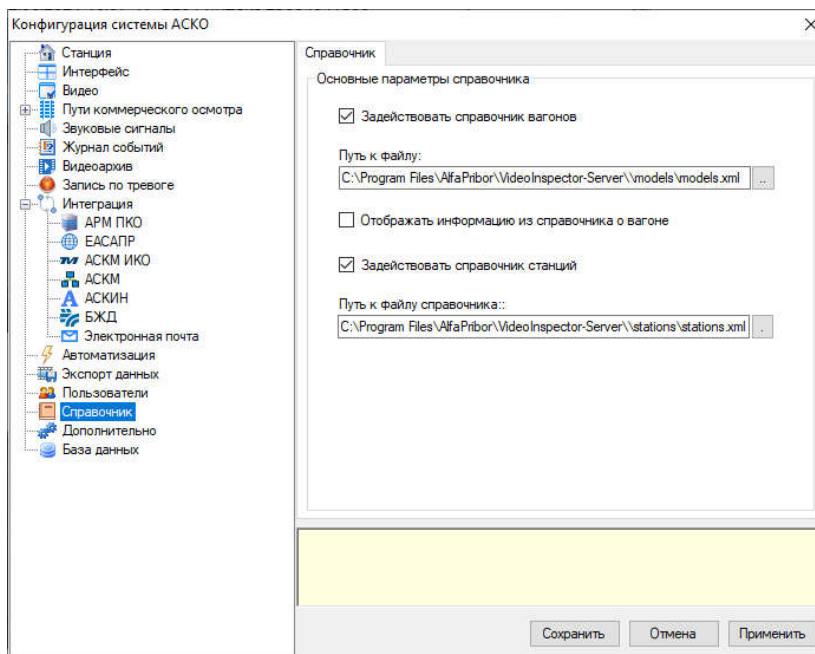 Конфигурация системы АСКО
Станция
Интерфейс
Видео
Пути коммерческого осмотра
Звуковые сигналы
Журнал событий
Видеоархив
Запись по тревоге
Интеграция
АРМ ПКО
ЕАСАПР
АСКМ ИКО
АСКМ
АСКИН
БЖД
Электронная почта
Автоматизация
Экспорт данных
Пользователи
Справочник
Дополнительно
База данных
Справочник
Основные параметры справочника
Задействовать справочник вагонов
Путь к файлу:
C:\Program Files\AlfaPribor\VideoInspector-Server\\models\models.xml ..
Отображать информацию из справочника о вагоне
Задействовать справочник станций
Путь к файлу справочника::
C:\Program Files\AlfaPribor\VideoInspector-Server\\stations\stations.xml .
Сохранить Отмена Применить